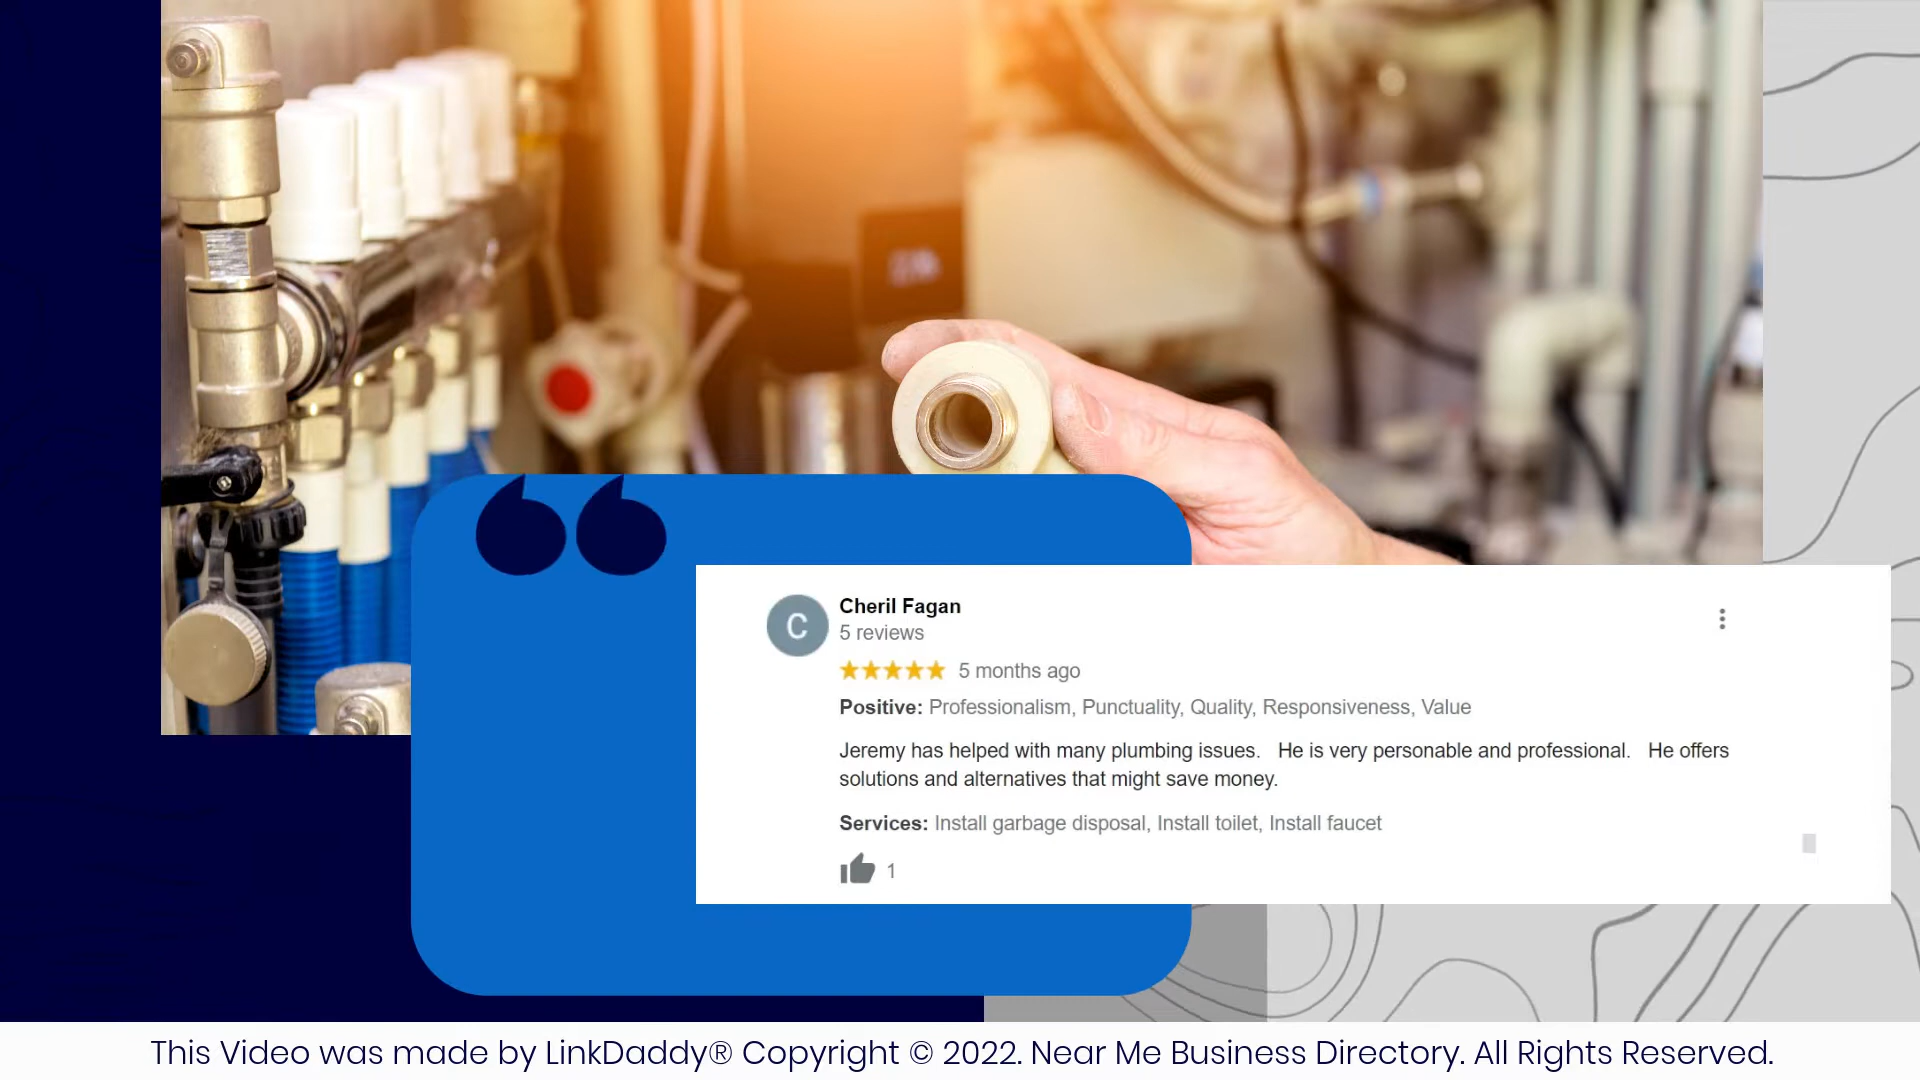 C
Cheril Fagan
5 reviews
5 months ago
Positive: Professionalism, Punctuality, Quality, Responsiveness, Value
Jeremy has helped with many plumbing issues.   He is very personable and professional.   He offers
solutions and alternatives that might save money.
Services: Install garbage disposal, Install toilet, Install faucet
1
This Video was made by LinkDaddy® Copyright © 2022. Near Me Business Directory. All Rights Reserved.